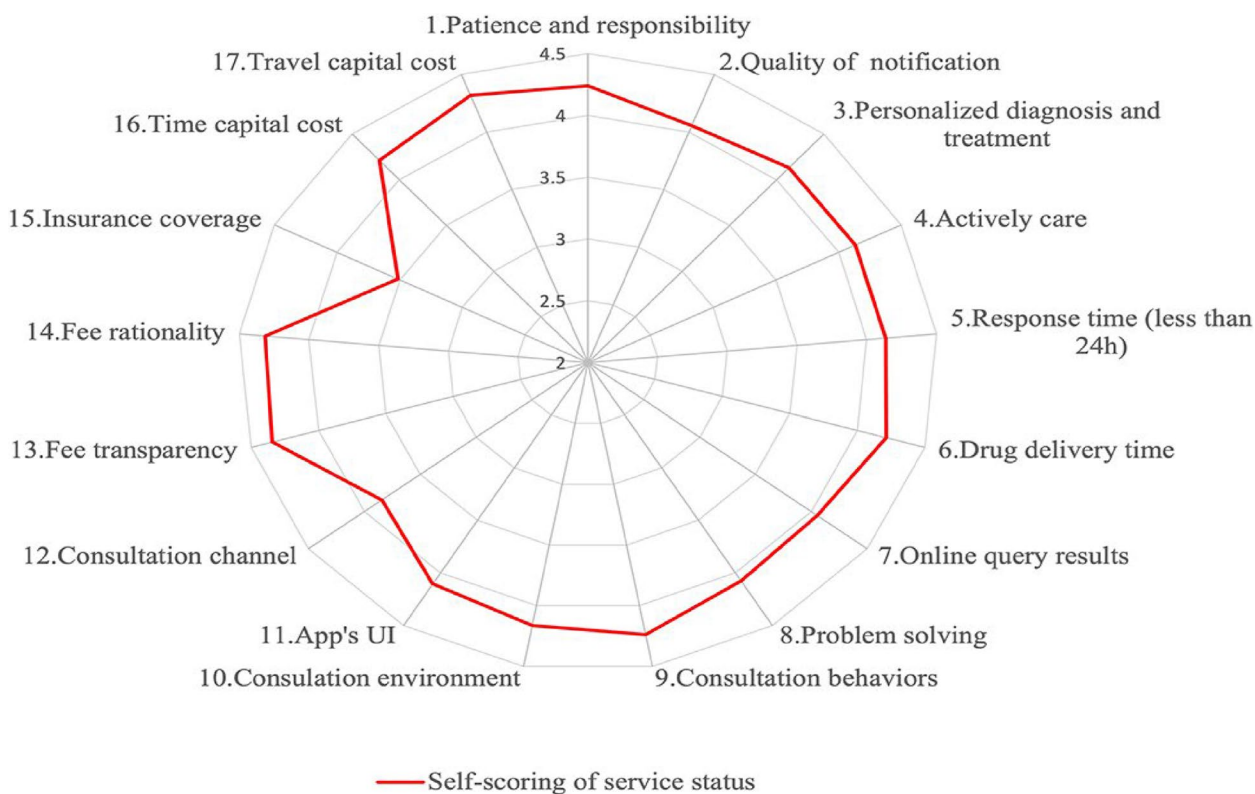 1.Patience and responsibility
17.Travel capital cost
4.5
2.Quality of notification
16.Time capital cost
4
3.Personalized diagnosis and
treatment
3.5
15.Insurance coverage
4.Actively care
3
2.5
14.Fee rationality
2
5.Response time (less than
24h)
13.Fee transparency
6.Drug delivery time
12.Consultation channel
7.Online query results
11.App's UI
8.Problem solving
10.Consulation environment
9.Consultation behaviors
Self-scoring of service status